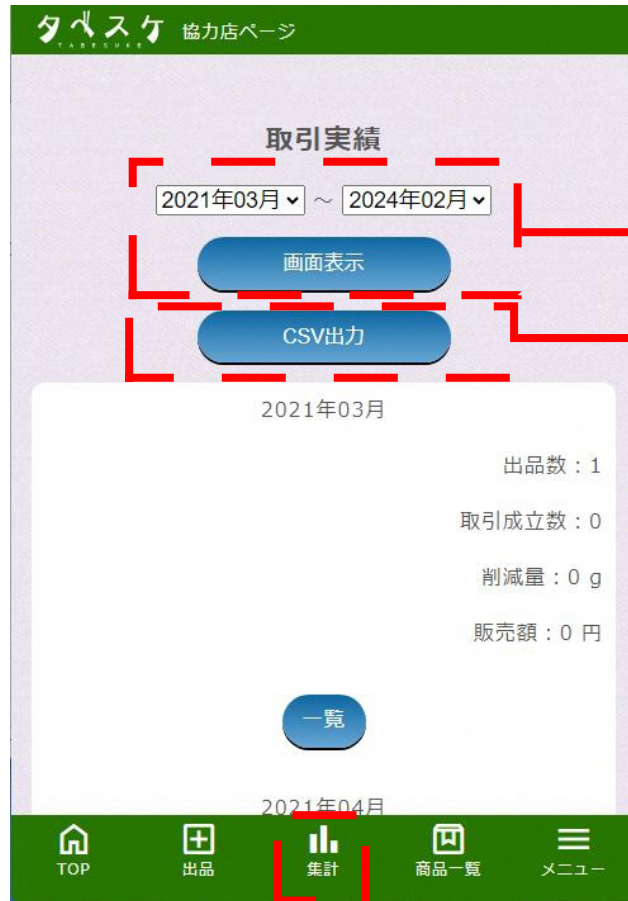 タベスケ 協力店ページ
TABESUKE
取引実績
2021年03月 ～ 2024年02月
画面表示
CSV出力
2021年03月
出品数：1
取引成立数：0
削減量：0 g
販売額：0 円
一覧
2021年04月
TOP 出品 集計 商品一覧 メニュー